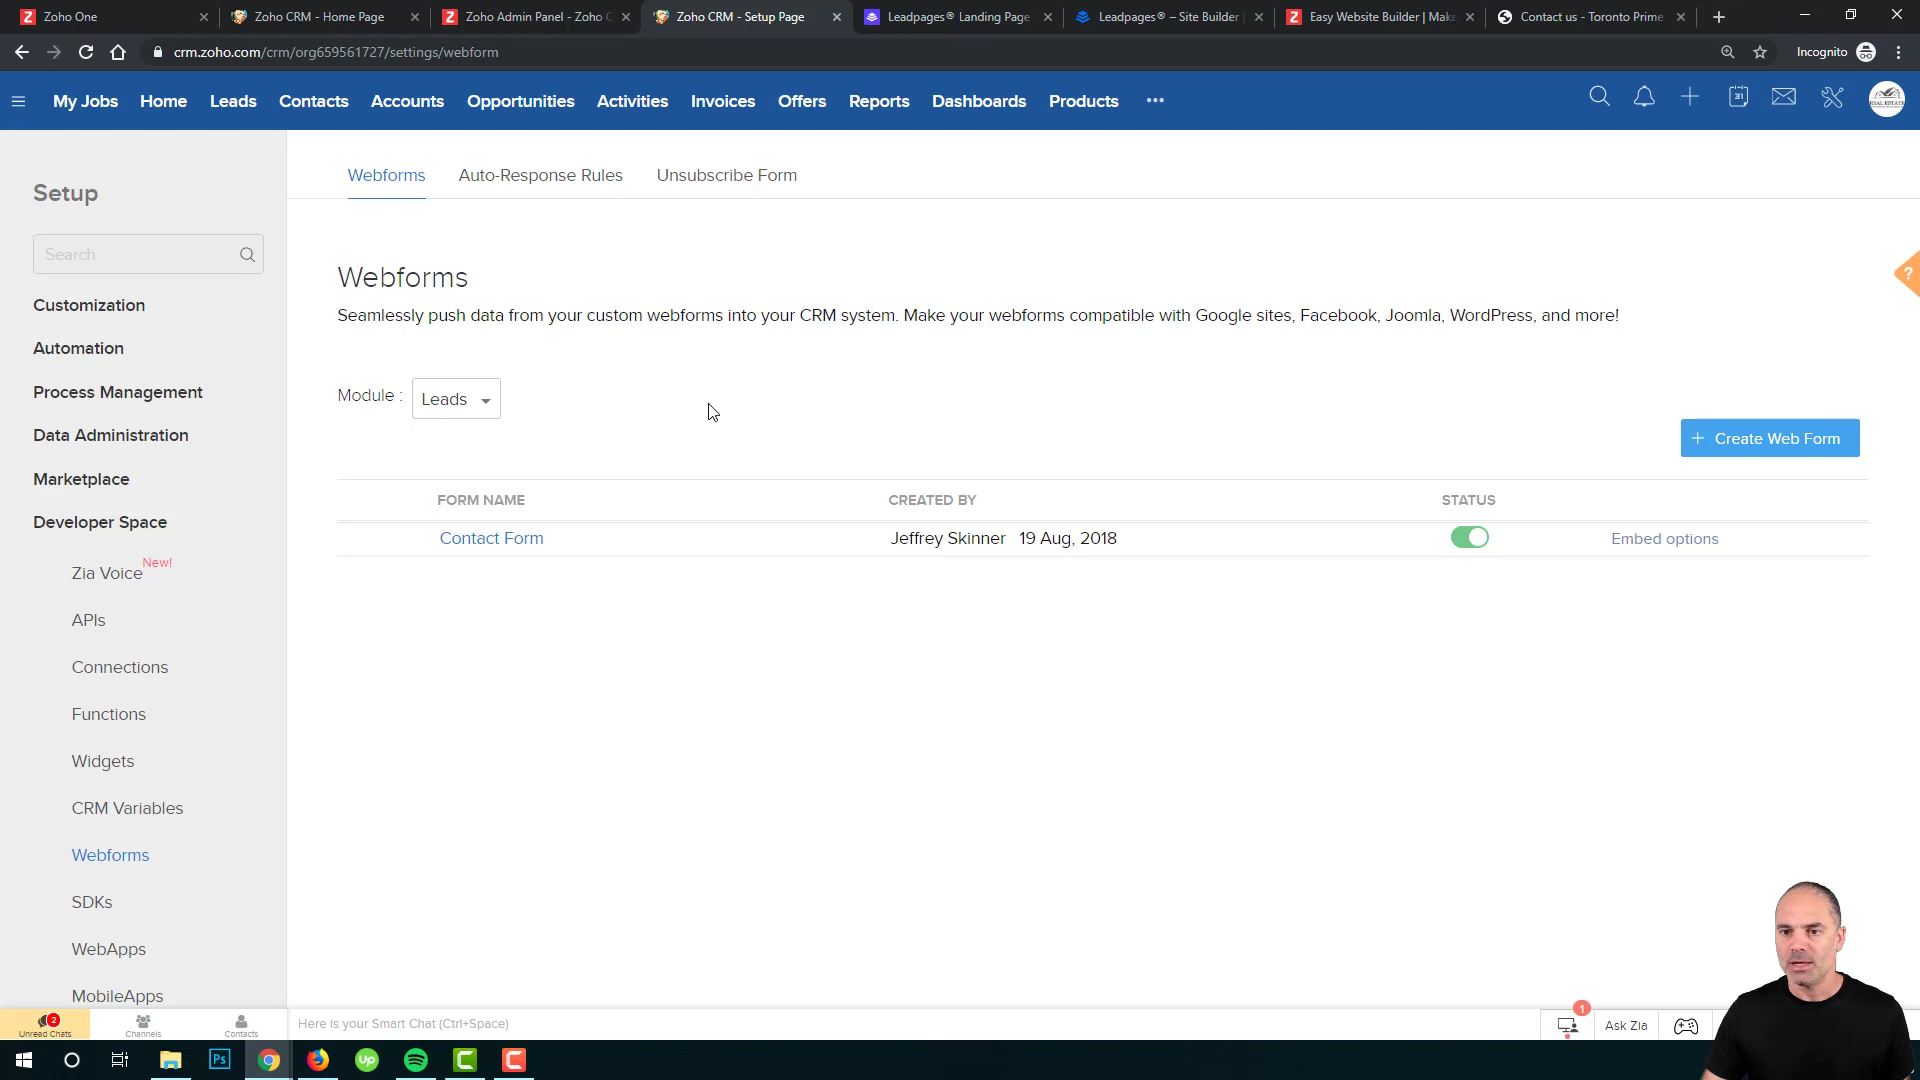 Zoho One
Zoho CRM - Home Page
Zoho Admin Panel - Zoho C
Zoho CRM - Setup Page
Leadpages® Landing Page
Leadpages® – Site Builder
Easy Website Builder | Make
Contact us - Toronto Prime
crm.zoho.com/crm/org659561727/settings/webform
Incognito
My Jobs Home Leads Contacts Accounts Opportunities Activities Invoices Offers Reports Dashboards Products
31
REAL ESTATE
Setup
Search
Customization
Automation
Process Management
Data Administration
Marketplace
Developer Space
Zia Voice New!
APIs
Connections
Functions
Widgets
CRM Variables
Webforms
SDKs
WebApps
MobileApps
Webforms Auto-Response Rules Unsubscribe Form
Webforms
Seamlessly push data from your custom webforms into your CRM system. Make your webforms compatible with Google sites, Facebook, Joomla, WordPress, and more!
Module : Leads
+ Create Web Form
FORM NAME CREATED BY STATUS
Contact Form Jeffrey Skinner 19 Aug, 2018 Embed options
?
2
Unread Chats
Channels
Contacts
Here is your Smart Chat (Ctrl+Space)
1
Ask Zia
Ps
Up